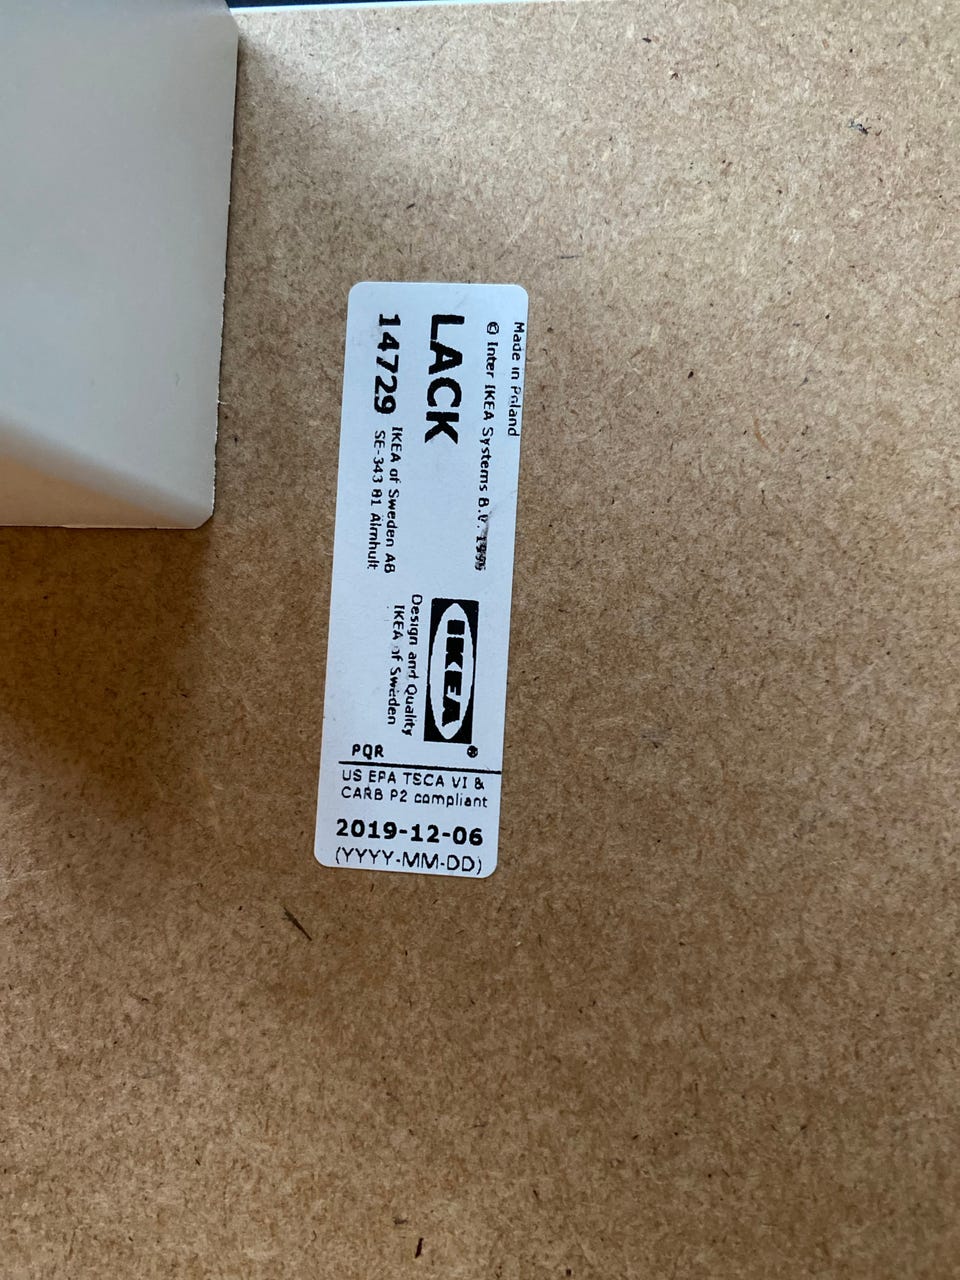 Made in Poland
© Inter IKEA Systems B.V.
LACK
14729
IKEA of Sweden AB
SE-343 81 Älmhult
IKEA®
Design and Quality
IKEA of Sweden
PQR
US EPA TSCA VI &
CARB P2 compliant
2019-12-06
(YYYY-MM-DD)